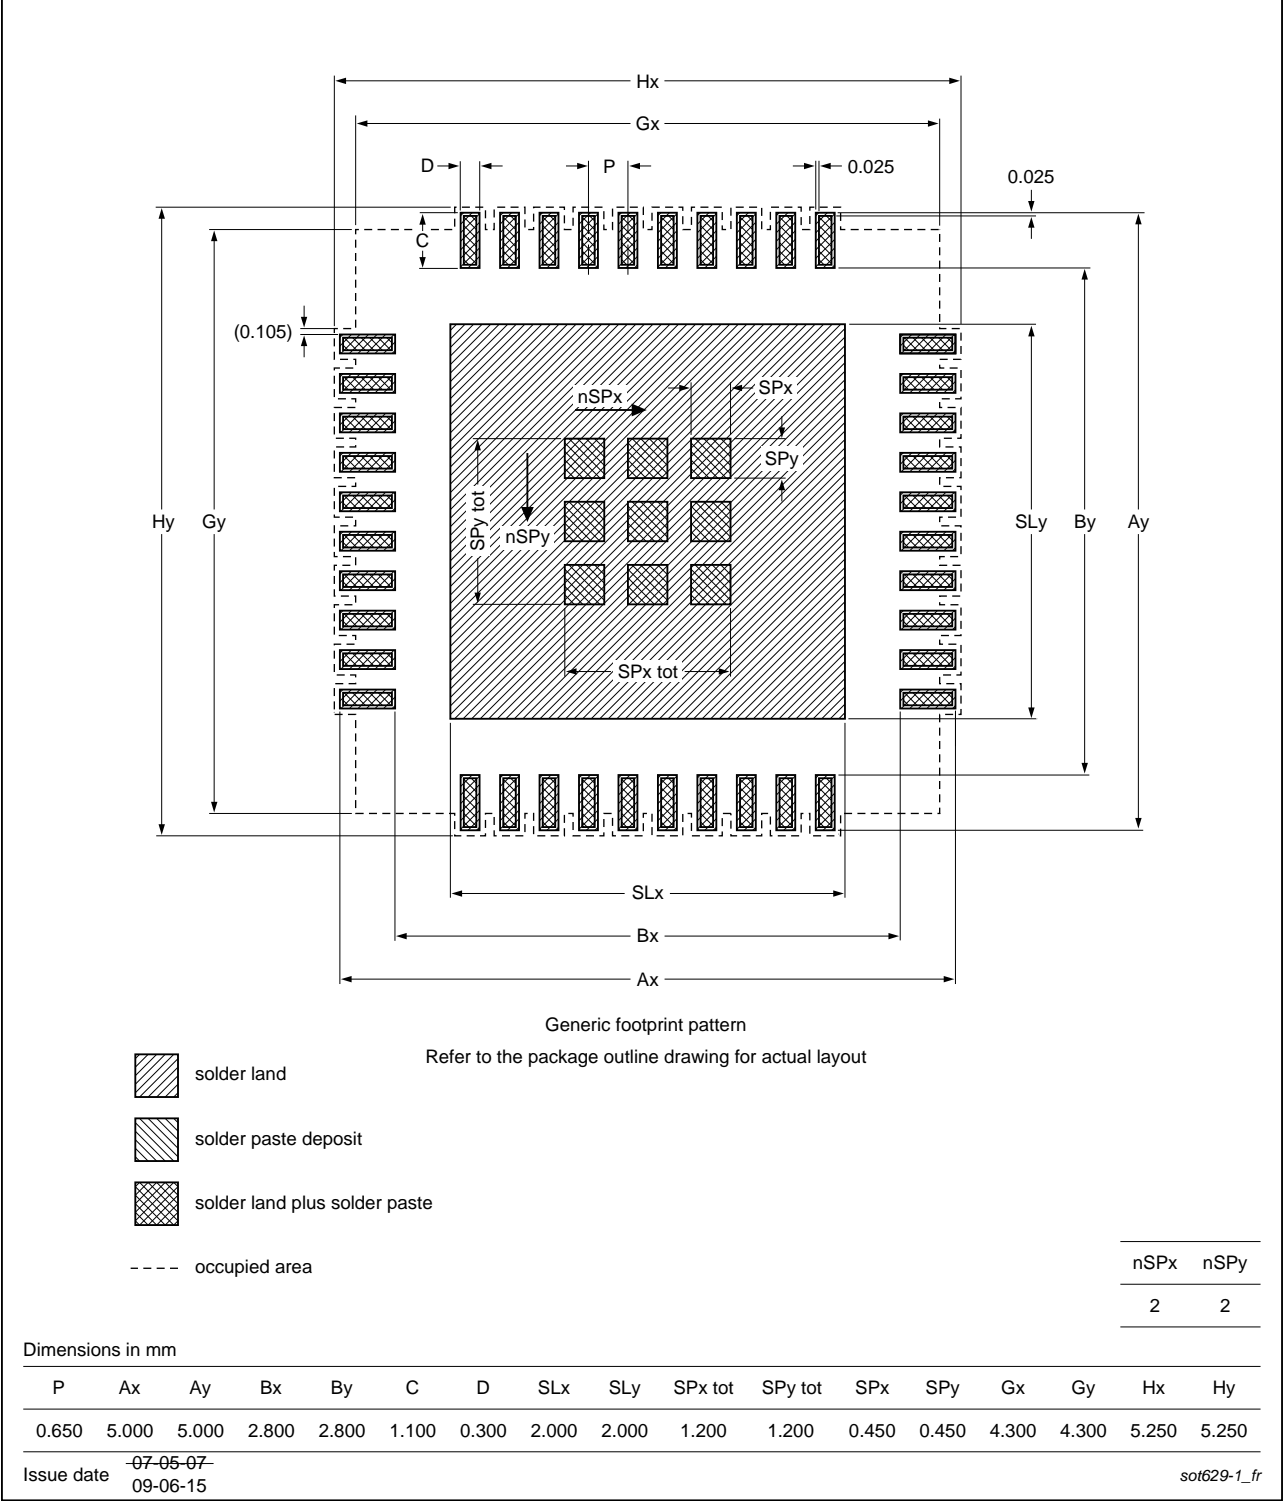 Hx
Gx
D
P
0.025
0.025
C
(0.105)
nSPx
SPx
SPy
SPy tot
nSPy
Hy
Gy
SLy
By
Ay
SPx tot
SLx
Bx
Ax
Generic footprint pattern
Refer to the package outline drawing for actual layout
solder land
solder paste deposit
solder land plus solder paste
occupied area
nSPx nSPy
2 2
Dimensions in mm
P Ax Ay Bx By C D SLx SLy SPx tot SPy tot SPx SPy Gx Gy Hx Hy
0.650 5.000 5.000 2.800 2.800 1.100 0.300 2.000 2.000 1.200 1.200 0.450 0.450 4.300 4.300 5.250 5.250
Issue date 07-05-07
09-06-15
sot629-1_fr